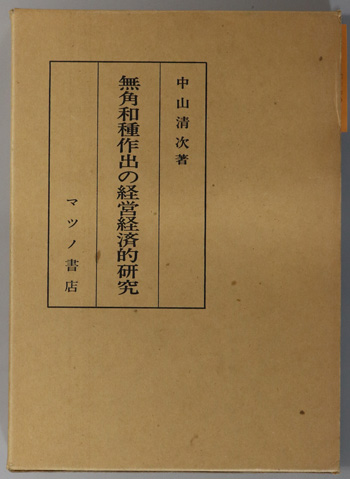 中山清次著
無角和種作出の経営経済的研究
マツノ書店